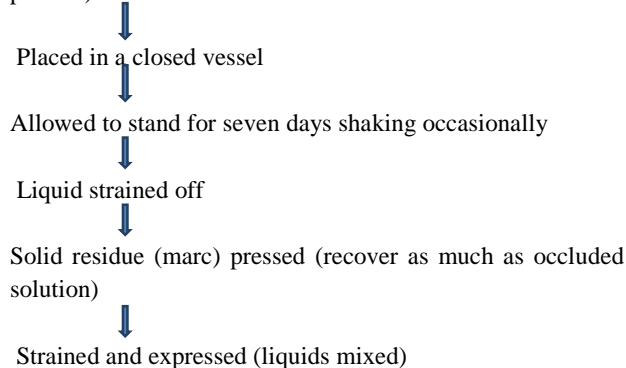 Placed in a closed vessel
Allowed to stand for seven days shaking occasionally
Liquid strained off
Solid residue (marc) pressed (recover as much as occluded
solution)
Strained and expressed (liquids mixed)